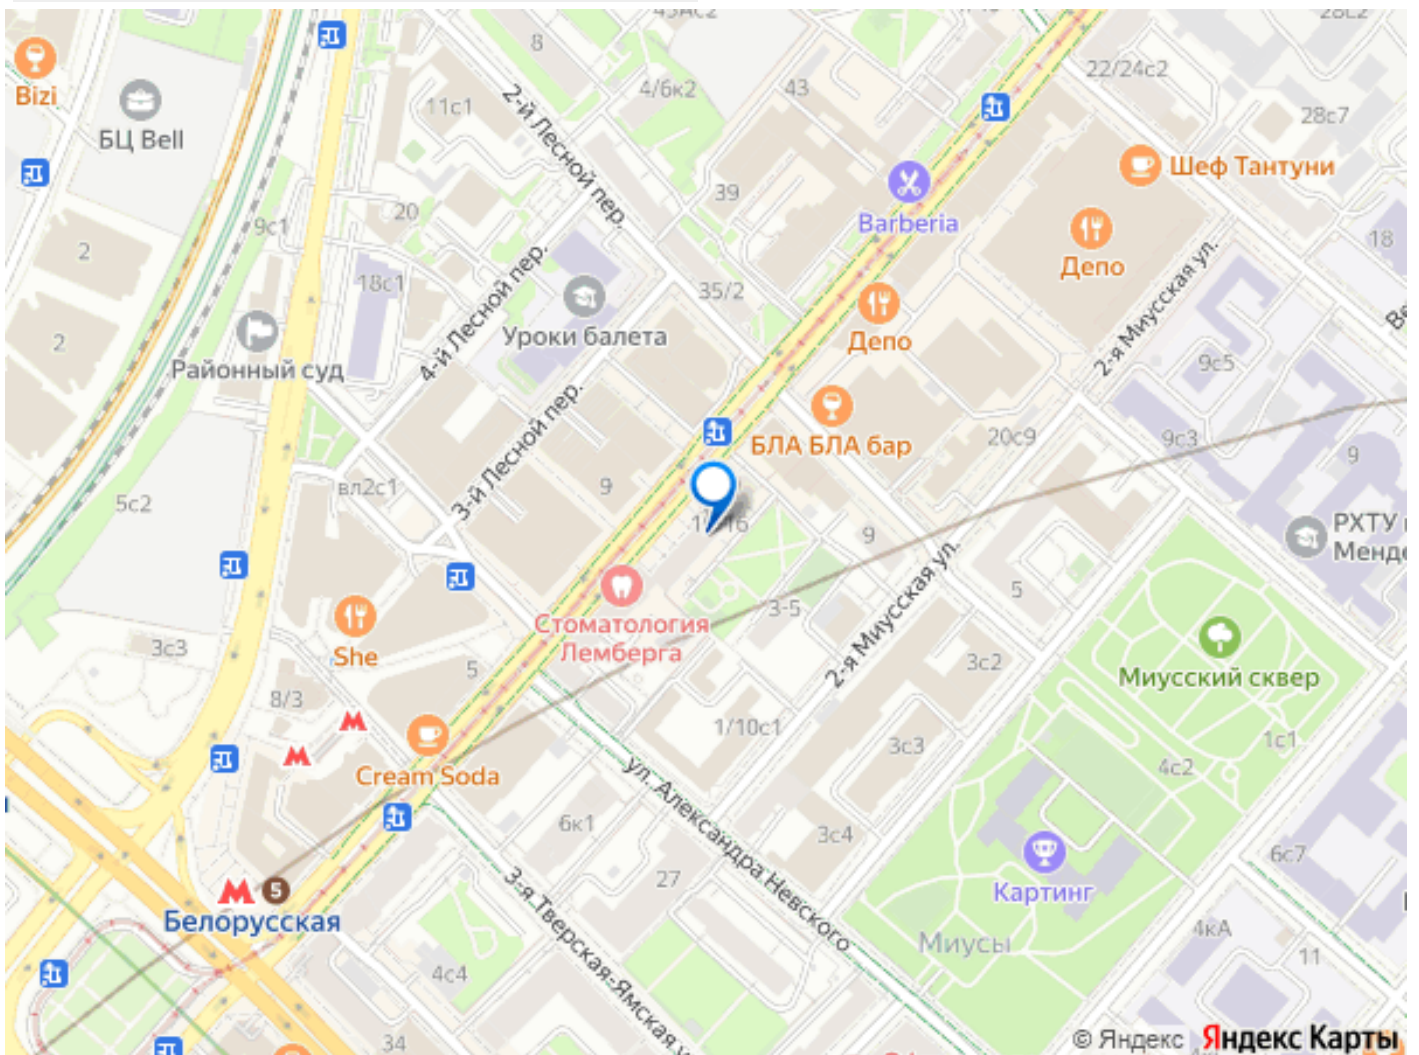 45Ас2
28с2
8
22/24с2
Bizi
БЦ Bell
11с1
4/6к2
43
28с7
2-й Лесной пер.
Шеф Тантуни
39
Barberia
20
9с1
18
2
Депо
18с1
35/2
Уроки балета
4-й Лесной пер.
Депо
2-я Миусская ул.
2
Районный суд
9с5
3-й Лесной пер.
БЛА БЛА бар
20с9
9с3
9
вл2с1
9
5с2
9
РХТУ
Менде
2-я Миусская ул.
5
3-5
Стоматология
Лемберга
3с3
She
5
3с2
Миусский сквер
8/3
1/10с1
1с1
3с3
4с2
Cream Soda
ул. Александра Невского
6к1
3с4
6с7
27
5
Белорусская
Картинг
3-я Тверская-Ямская
4кА
Миусы
11
4с4
34
© Яндекс Яндекс Карты